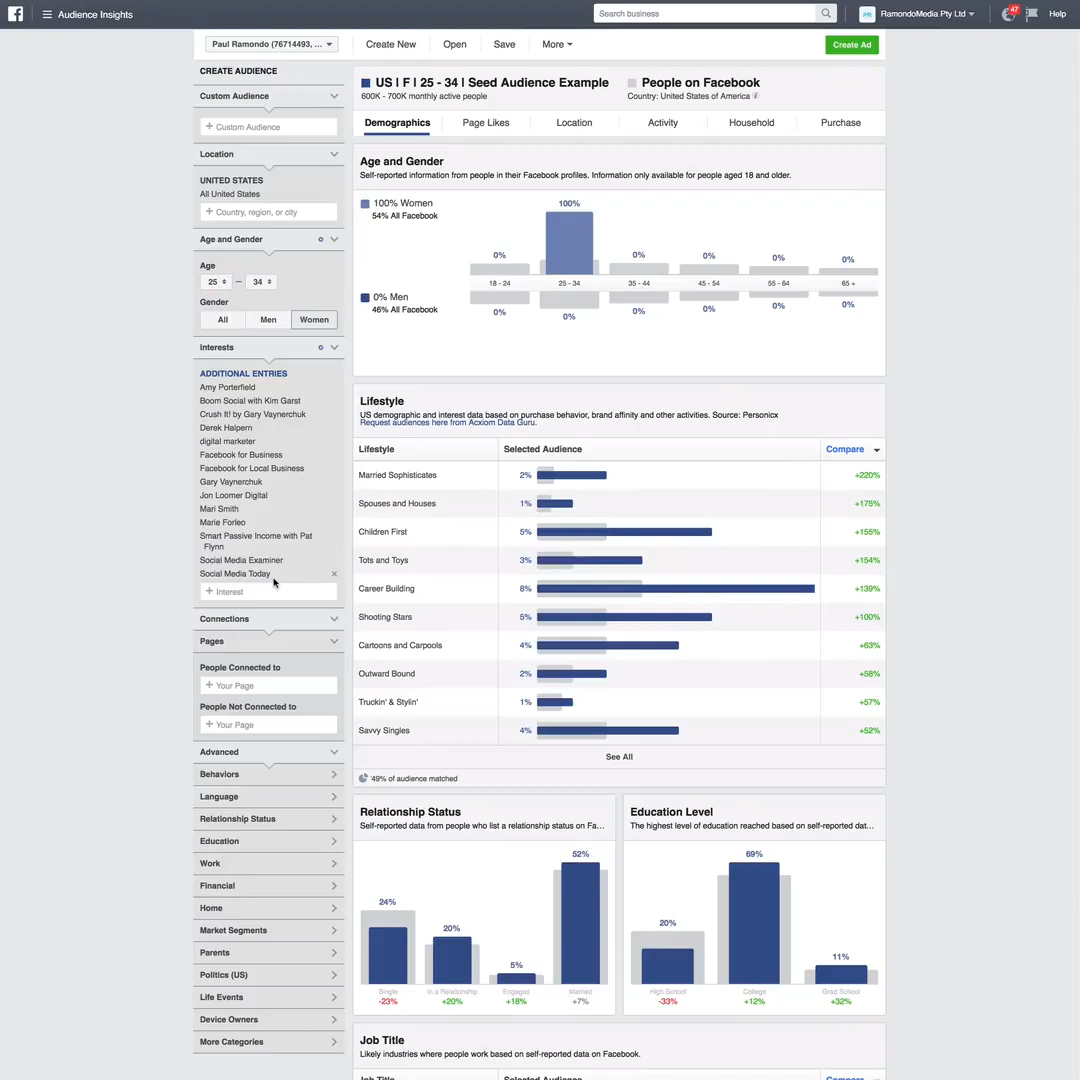 Audience Insights
Search business
PR
RamondoMedia Pty Ltd
47
Help
Paul Ramondo (76714493, ...
Create New
Open
Save
More
Create Ad
CREATE AUDIENCE
Custom Audience
+ Custom Audience
Location
UNITED STATES
All United States
+ Country, region, or city
Age and Gender
Age
25 — 34
Gender
All Men Women
Interests
ADDITIONAL ENTRIES
Amy Porterfield
Boom Social with Kim Garst
Crush It! by Gary Vaynerchuk
Derek Halpern
digital marketer
Facebook for Business
Facebook for Local Business
Gary Vaynerchuk
Jon Loomer Digital
Mari Smith
Marie Forleo
Smart Passive Income with Pat
Flynn
Social Media Examiner
Social Media Today
+ Interest
Connections
Pages
People Connected to
+ Your Page
People Not Connected to
+ Your Page
Advanced
Behaviors
Language
Relationship Status
Education
Work
Financial
Home
Market Segments
Parents
Politics (US)
Life Events
Device Owners
More Categories
US | F | 25 - 34 | Seed Audience Example
600K - 700K monthly active people
People on Facebook
Country: United States of America
Demographics Page Likes Location Activity Household Purchase
Age and Gender
Self-reported information from people in their Facebook profiles. Information only available for people aged 18 and older.
100% Women
54% All Facebook
0% 100% 0% 0% 0% 0%
18 - 24 25 - 34 35 - 44 45 - 54 55 - 64 65 +
0% Men
46% All Facebook
0% 0% 0% 0% 0% 0%
Lifestyle
US demographic and interest data based on purchase behavior, brand affinity and other activities. Source: Personicx
Request audiences here from Acxiom Data Guru.
Lifestyle Selected Audience Compare
Married Sophisticates 2% +220%
Spouses and Houses 1% +175%
Children First 5% +155%
Tots and Toys 3% +154%
Career Building 8% +139%
Shooting Stars 5% +100%
Cartoons and Carpools 4% +63%
Outward Bound 2% +58%
Truckin' & Stylin' 1% +57%
Savvy Singles 4% +52%
See All
49% of audience matched
Relationship Status
Self-reported data from people who list a relationship status on Fa...
24% 20% 5% 52%
Single In a Relationship Engaged Married
-23% +20% +18% +7%
Education Level
The highest level of education reached based on self-reported dat...
20% 69% 11%
High School College Grad School
-33% +12% +32%
Job Title
Likely industries where people work based on self-reported data on Facebook.
Job Title Selected Audience Compare